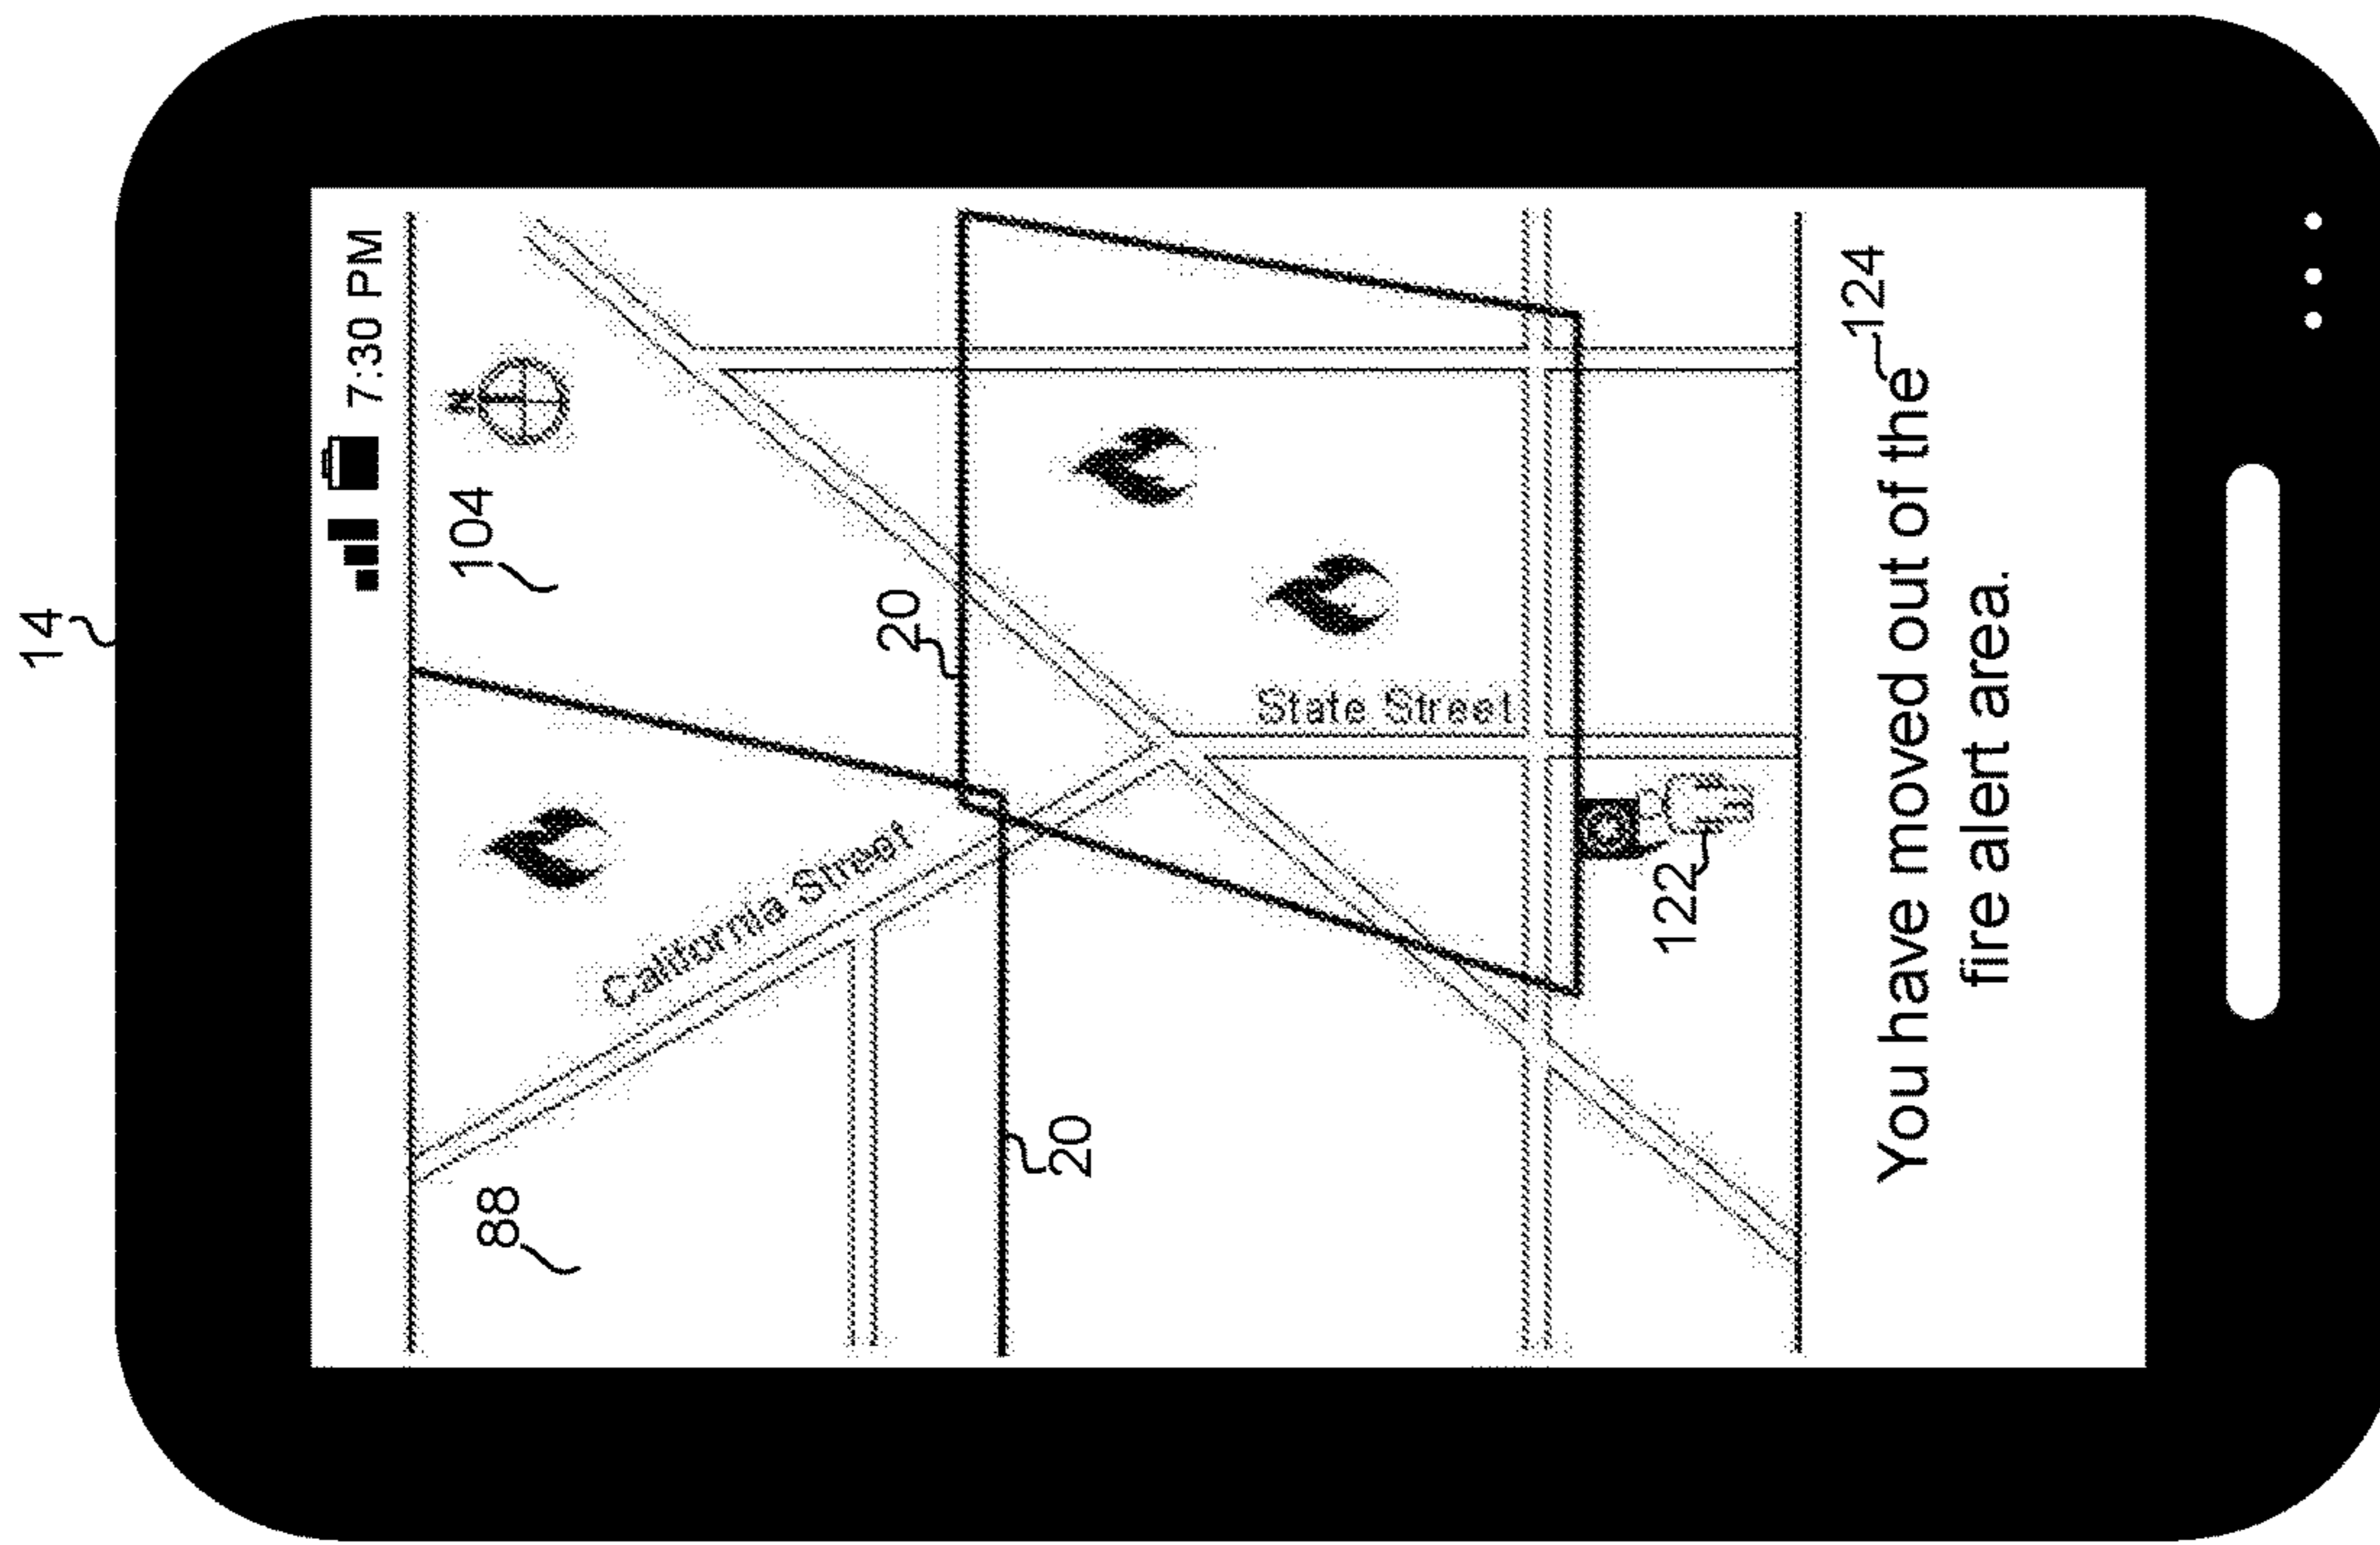 14
7:30 PM
N
104
88
20
California Street
20
State Street
122
124
You have moved out of the
fire alert area.